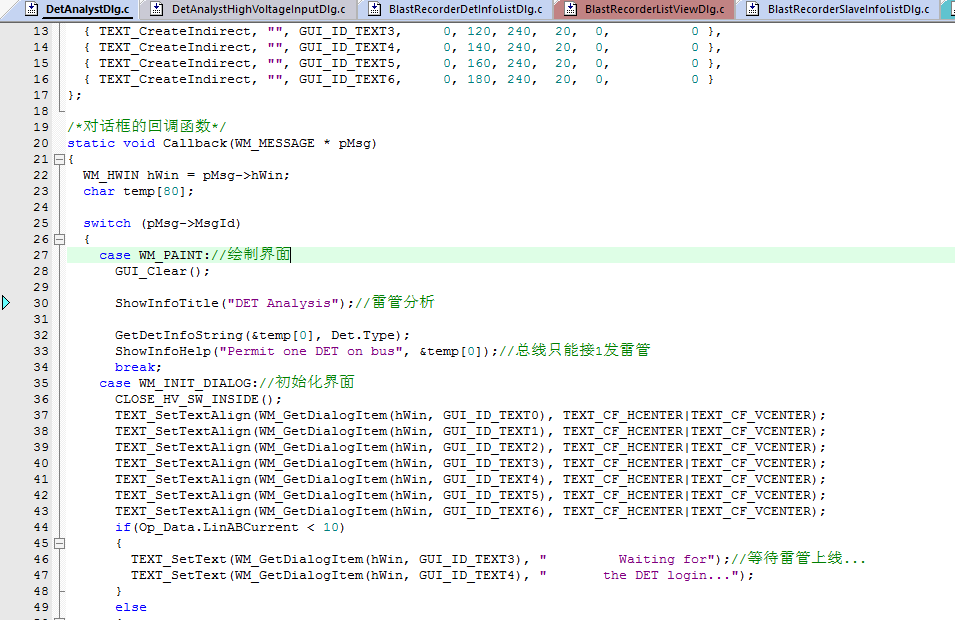 DetAnalystDlg.c DetAnalystHighVoltageInputDlg.c BlastRecorderDetInfoListDlg.c BlastRecorderListViewDlg.c BlastRecorderSlaveInfoListDlg.c
13 { TEXT_CreateIndirect, "", GUI_ID_TEXT3, 0, 120, 240, 20, 0, 0 },
14 { TEXT_CreateIndirect, "", GUI_ID_TEXT4, 0, 140, 240, 20, 0, 0 },
15 { TEXT_CreateIndirect, "", GUI_ID_TEXT5, 0, 160, 240, 20, 0, 0 },
16 { TEXT_CreateIndirect, "", GUI_ID_TEXT6, 0, 180, 240, 20, 0, 0 }
17 };
18
19 /*对话框的回调函数*/
20 static void Callback(WM_MESSAGE * pMsg)
21 {
22 WM_HWIN hWin = pMsg->hWin;
23 char temp[80];
24
25 switch (pMsg->MsgId)
26 {
27 case WM_PAINT://绘制界面
28 GUI_Clear();
29
30 ShowInfoTitle("DET Analysis");//雷管分析
31
32 GetDetInfoString(&temp[0], Det.Type);
33 ShowInfoHelp("Permit one DET on bus", &temp[0]);//总线只能接1发雷管
34 break;
35 case WM_INIT_DIALOG://初始化界面
36 CLOSE_HV_SW_INSIDE();
37 TEXT_SetTextAlign(WM_GetDialogItem(hWin, GUI_ID_TEXT0), TEXT_CF_HCENTER|TEXT_CF_VCENTER);
38 TEXT_SetTextAlign(WM_GetDialogItem(hWin, GUI_ID_TEXT1), TEXT_CF_HCENTER|TEXT_CF_VCENTER);
39 TEXT_SetTextAlign(WM_GetDialogItem(hWin, GUI_ID_TEXT2), TEXT_CF_HCENTER|TEXT_CF_VCENTER);
40 TEXT_SetTextAlign(WM_GetDialogItem(hWin, GUI_ID_TEXT3), TEXT_CF_HCENTER|TEXT_CF_VCENTER);
41 TEXT_SetTextAlign(WM_GetDialogItem(hWin, GUI_ID_TEXT4), TEXT_CF_HCENTER|TEXT_CF_VCENTER);
42 TEXT_SetTextAlign(WM_GetDialogItem(hWin, GUI_ID_TEXT5), TEXT_CF_HCENTER|TEXT_CF_VCENTER);
43 TEXT_SetTextAlign(WM_GetDialogItem(hWin, GUI_ID_TEXT6), TEXT_CF_HCENTER|TEXT_CF_VCENTER);
44 if(Op_Data.LinABCurrent < 10)
45 {
46 TEXT_SetText(WM_GetDialogItem(hWin, GUI_ID_TEXT3), "         Waiting for");//等待雷管上线...
47 TEXT_SetText(WM_GetDialogItem(hWin, GUI_ID_TEXT4), "       the DET login...");
48 }
49 else